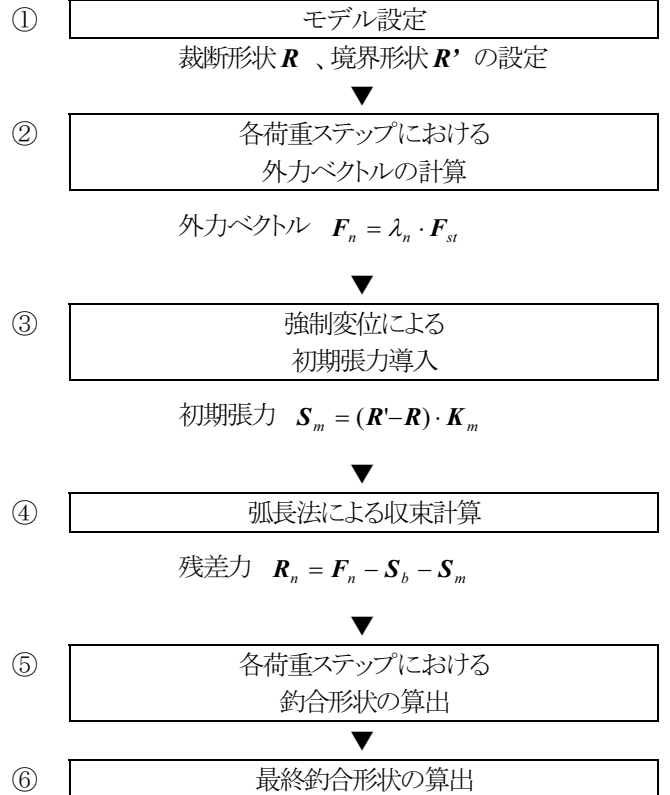 ① モデル設定
裁断形状 R 、境界形状 R’ の設定
▼
② 各荷重ステップにおける
外力ベクトルの計算
外力ベクトル F_n = λ_n · F_st
▼
③ 強制変位による
初期張力導入
初期張力 S_m = (R'−R) · K_m
▼
④ 弧長法による収束計算
残差力 R_n = F_n − S_b − S_m
▼
⑤ 各荷重ステップにおける
釣合形状の算出
▼
⑥ 最終釣合形状の算出